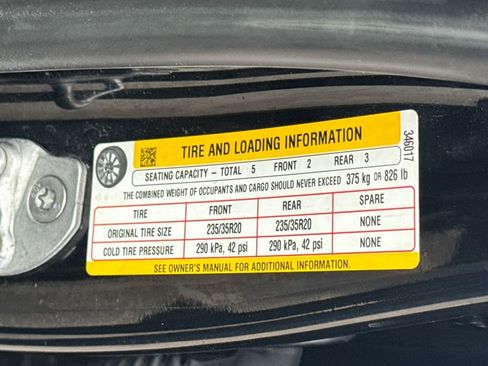 TIRE AND LOADING INFORMATION
346017
SEATING CAPACITY - TOTAL 5 FRONT 2 REAR 3
THE COMBINED WEIGHT OF OCCUPANTS AND CARGO SHOULD NEVER EXCEED 375 kg OR 826 lb
TIRE FRONT REAR SPARE
ORIGINAL TIRE SIZE 235/35R20 235/35R20 NONE
COLD TIRE PRESSURE 290 kPa, 42 psi 290 kPa, 42 psi NONE
SEE OWNER'S MANUAL FOR ADDITIONAL INFORMATION.